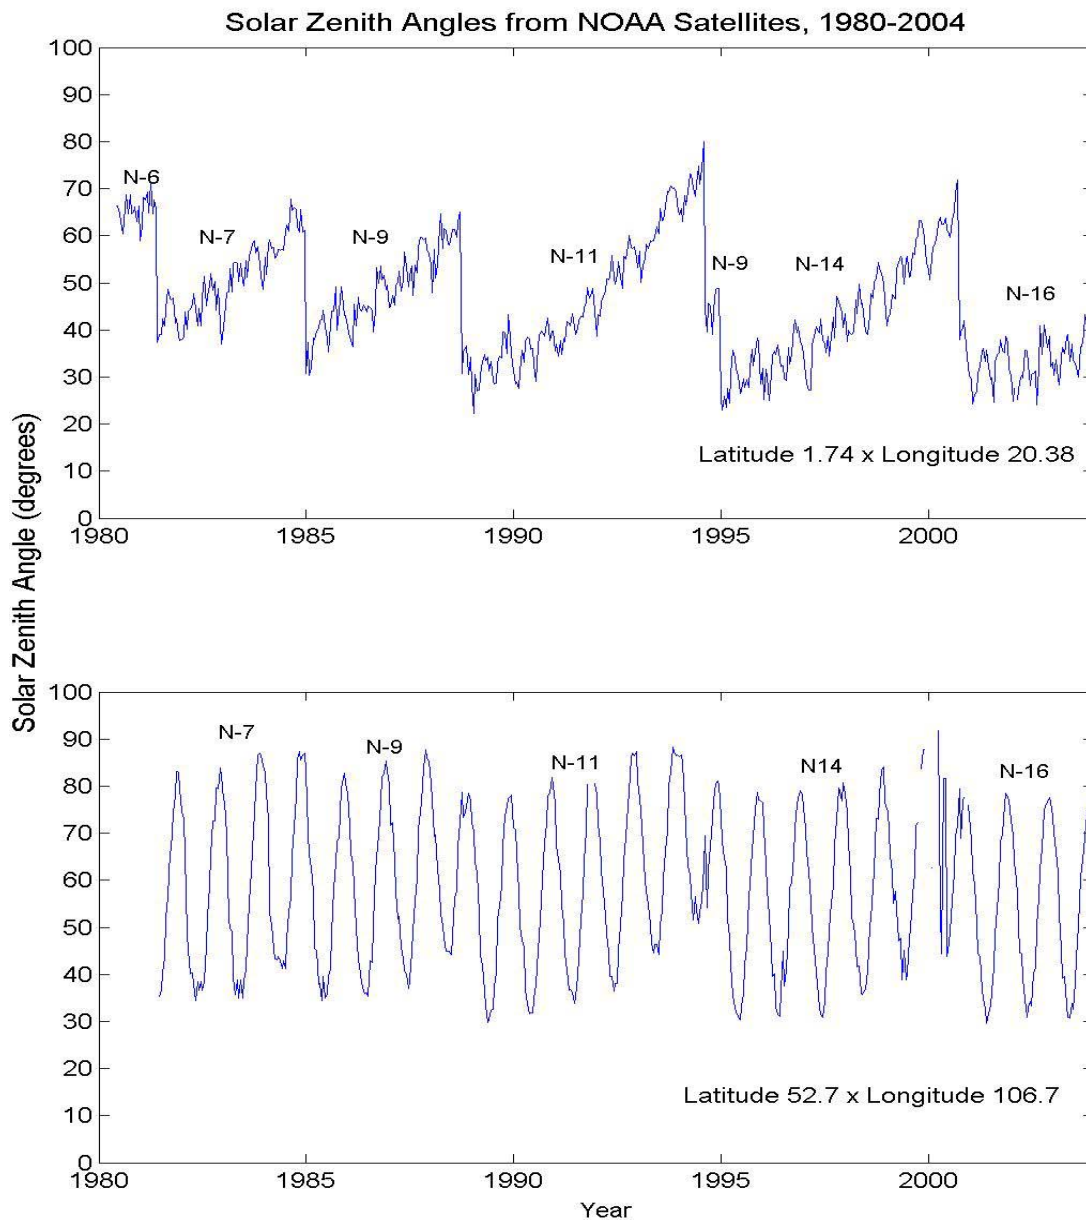 Solar Zenith Angles from NOAA Satellites, 1980-2004
100
90
80
70
60
50
40
30
20
10
0
N-6
N-7
N-9
N-11
N-9
N-14
N-16
Latitude 1.74 x Longitude 20.38
1980
1985
1990
1995
2000
Solar Zenith Angle (degrees)
100
90
80
70
60
50
40
30
20
10
0
N-7
N-9
N-11
N14
N-16
Latitude 52.7 x Longitude 106.7
1980
1985
1990
1995
2000
Year